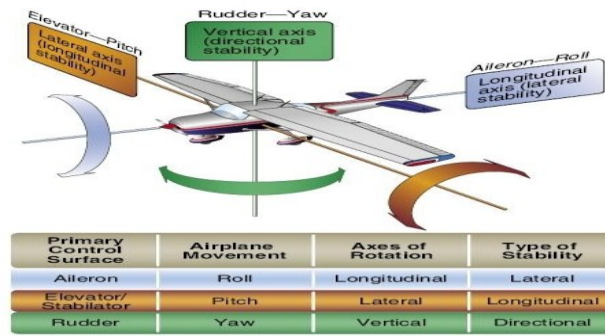 Elevator—Pitch
Lateral axis
(longitudinal
stability)
Rudder—Yaw
Vertical axis
(directional
stability)
Aileron—Roll
Longitudinal
axis (lateral
stability)
Primary Control Surface
Airplane Movement
Axes of Rotation
Type of Stability
Aileron Roll Longitudinal Lateral
Elevator/Stabilator Pitch Lateral Longitudinal
Rudder Yaw Vertical Directional